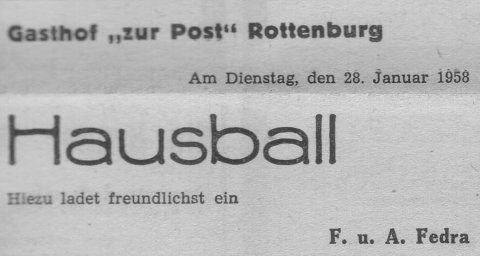 Gasthof „zur Post“ Rottenburg
Am Dienstag, den 28. Januar 1958
Hausball
Hiezu ladet freundlichst ein
F. u. A. Fedra